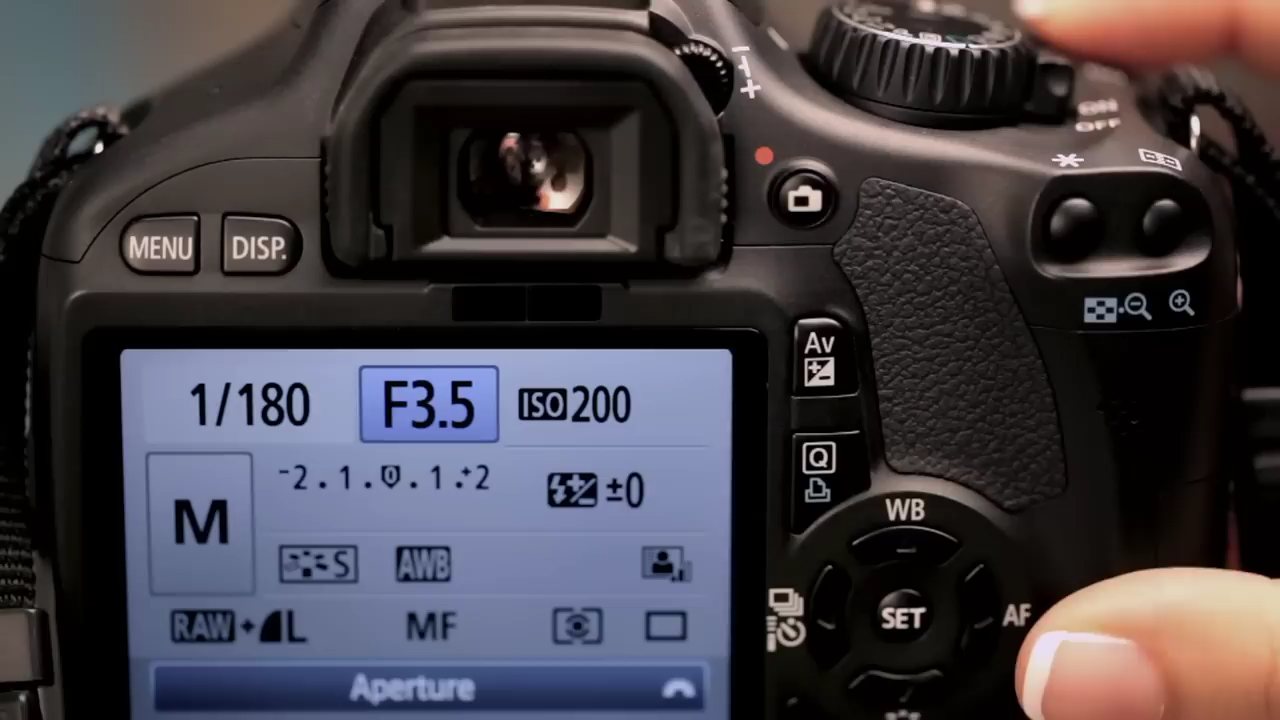 ON
OFF
MENU DISP.
Av
1/180 F3.5 ISO 200
-2.1.0.1.+2 ±0
Q
M
WB
S AWB
RAW+L MF
SET AF
Aperture